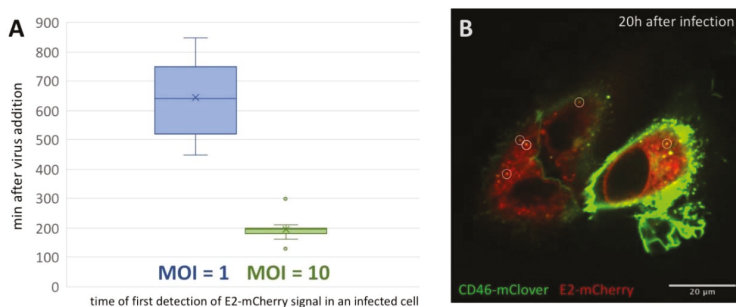 A
min after virus addition
900
800
700
600
500
400
300
200
100
0
MOI = 1 MOI = 10
time of first detection of E2-mCherry signal in an infected cell
B
20h after infection
CD46-mClover E2-mCherry
20 µm